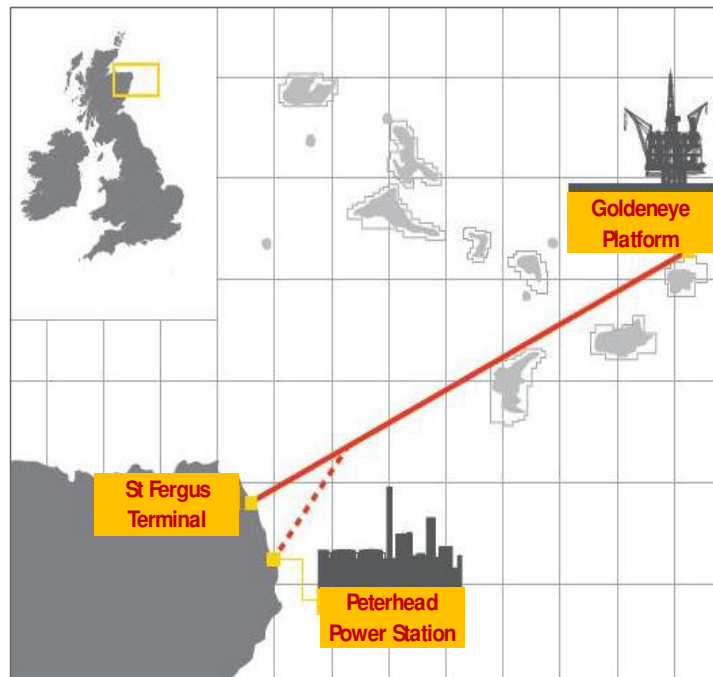 Goldeneye
Platform
St Fergus
Terminal
Peterhead
Power Station